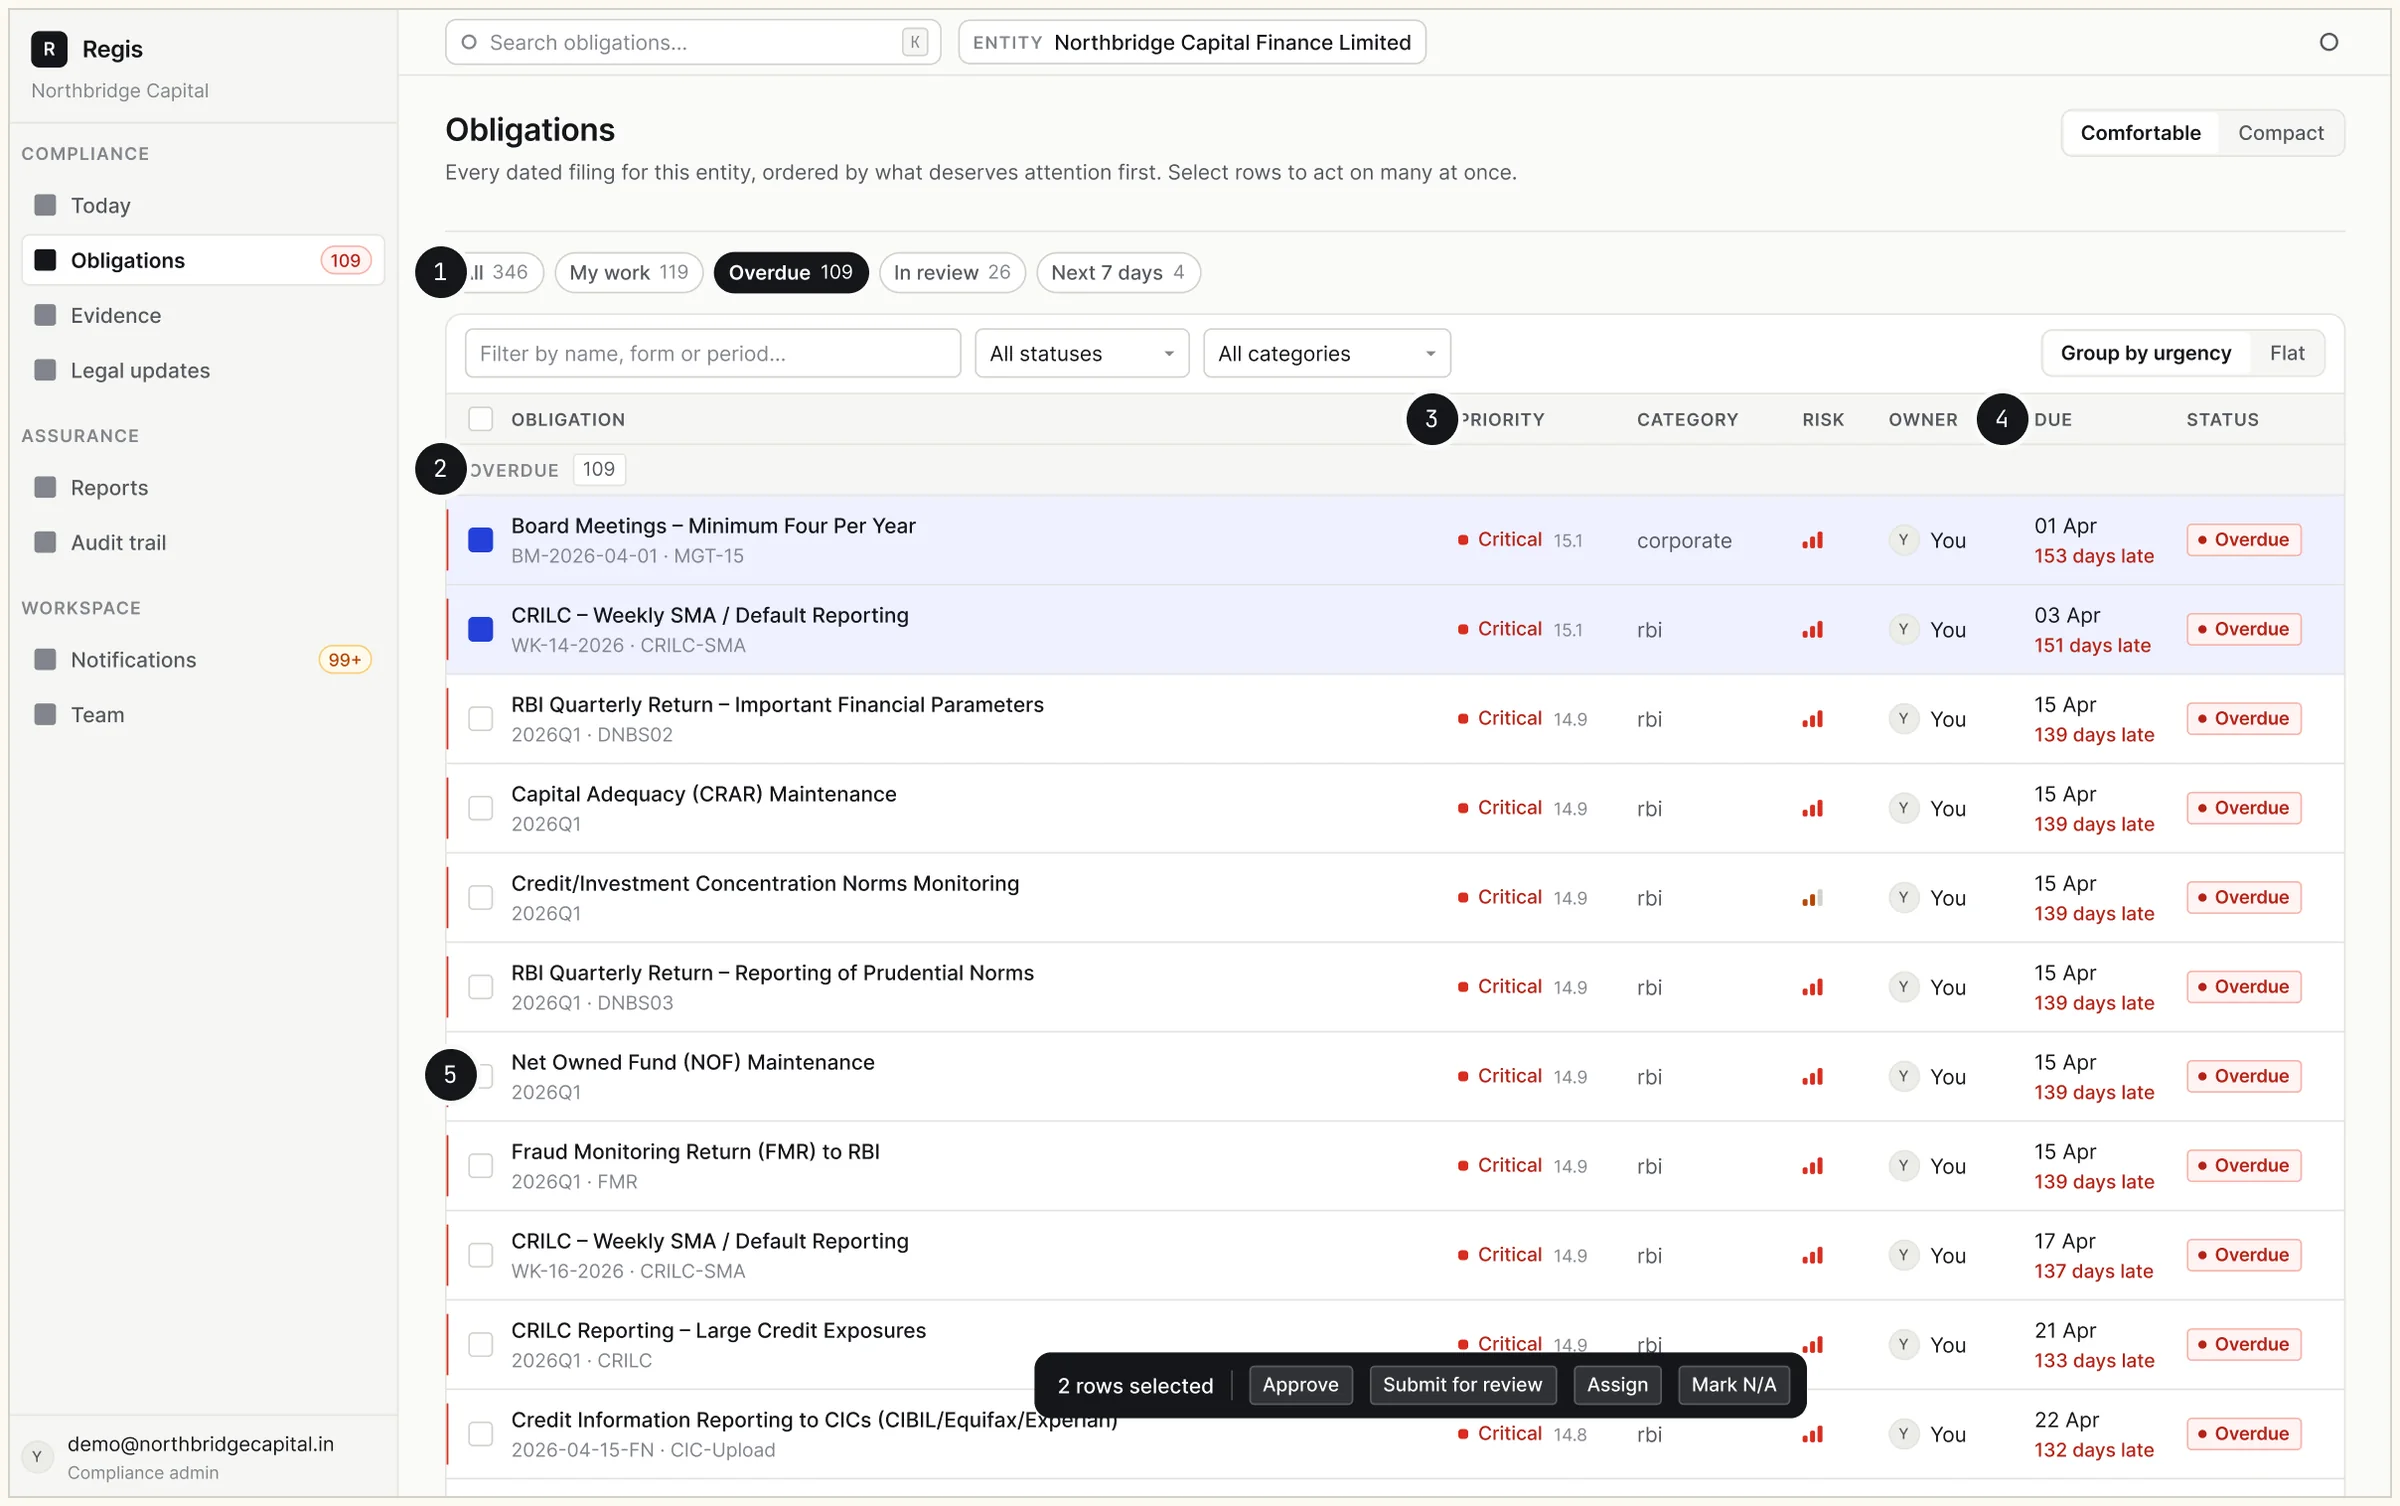 R Regis
Northbridge Capital
COMPLIANCE
Today
Obligations 109
Evidence
Legal updates
ASSURANCE
Reports
Audit trail
WORKSPACE
Notifications 99+
Team
Y demo@northbridgecapital.in
Compliance admin
Search obligations... K ENTITY Northbridge Capital Finance Limited
Obligations
Every dated filing for this entity, ordered by what deserves attention first. Select rows to act on many at once.
Comfortable Compact
1 ll 346 My work 119 Overdue 109 In review 26 Next 7 days 4
Filter by name, form or period... All statuses All categories Group by urgency Flat
OBLIGATION 3 PRIORITY CATEGORY RISK OWNER 4 DUE STATUS
2 OVERDUE 109
Board Meetings – Minimum Four Per Year
BM-2026-04-01 · MGT-15
Critical 15.1 corporate Y You
01 Apr
153 days late
Overdue
CRILC – Weekly SMA / Default Reporting
WK-14-2026 · CRILC-SMA
Critical 15.1 rbi Y You
03 Apr
151 days late
Overdue
RBI Quarterly Return – Important Financial Parameters
2026Q1 · DNBS02
Critical 14.9 rbi Y You
15 Apr
139 days late
Overdue
Capital Adequacy (CRAR) Maintenance
2026Q1
Critical 14.9 rbi Y You
15 Apr
139 days late
Overdue
Credit/Investment Concentration Norms Monitoring
2026Q1
Critical 14.9 rbi Y You
15 Apr
139 days late
Overdue
RBI Quarterly Return – Reporting of Prudential Norms
2026Q1 · DNBS03
Critical 14.9 rbi Y You
15 Apr
139 days late
Overdue
5
Net Owned Fund (NOF) Maintenance
2026Q1
Critical 14.9 rbi Y You
15 Apr
139 days late
Overdue
Fraud Monitoring Return (FMR) to RBI
2026Q1 · FMR
Critical 14.9 rbi Y You
15 Apr
139 days late
Overdue
CRILC – Weekly SMA / Default Reporting
WK-16-2026 · CRILC-SMA
Critical 14.9 rbi Y You
17 Apr
137 days late
Overdue
CRILC Reporting – Large Credit Exposures
2026Q1 · CRILC
Critical 14.9 rbi Y You
21 Apr
133 days late
Overdue
2 rows selected Approve Submit for review Assign Mark N/A
Credit Information Reporting to CICs (CIBIL/Equifax/Experian)
2026-04-15-FN · CIC-Upload
Critical 14.8 rbi Y You
22 Apr
132 days late
Overdue